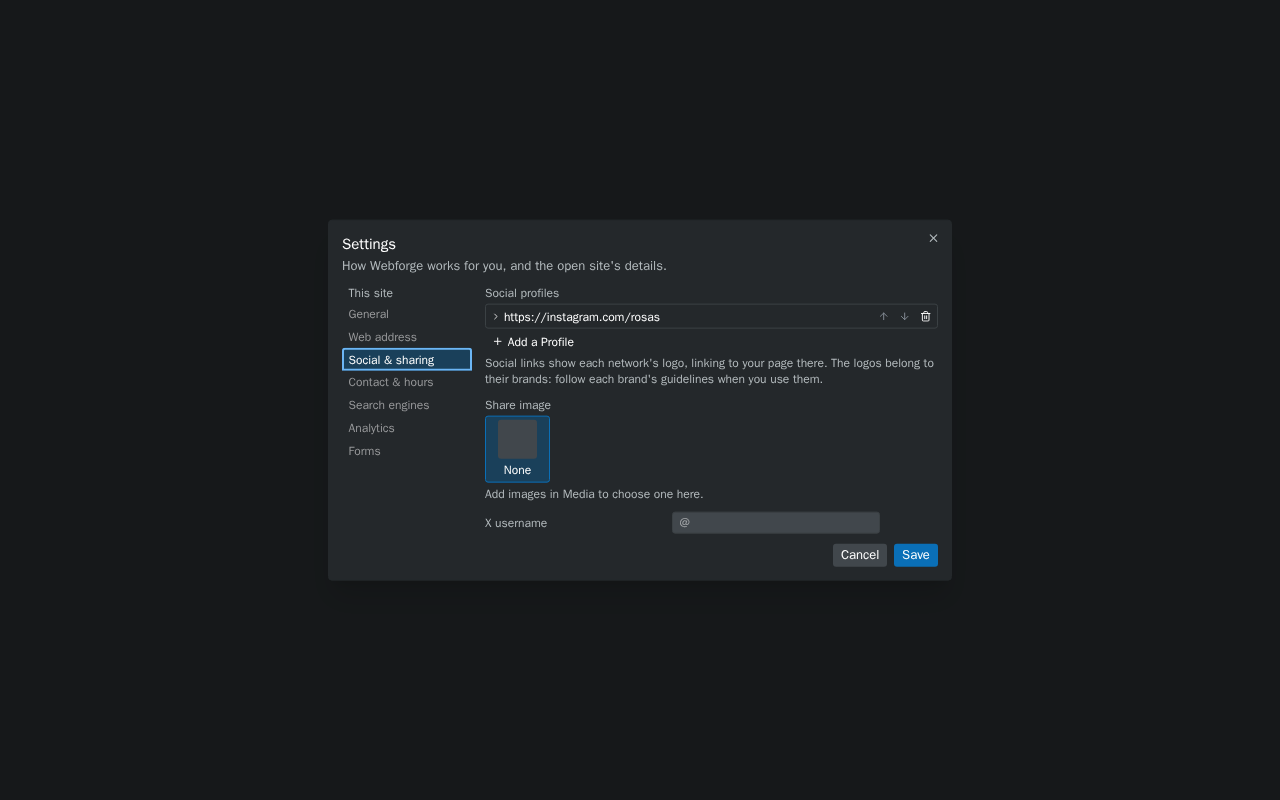 Settings
How Webforge works for you, and the open site's details.
This site
General
Web address
Social & sharing
Contact & hours
Search engines
Analytics
Forms
Social profiles
https://instagram.com/rosas
Add a Profile
Social links show each network's logo, linking to your page there. The logos belong to
their brands: follow each brand's guidelines when you use them.
Share image
None
Add images in Media to choose one here.
X username
@
Cancel
Save